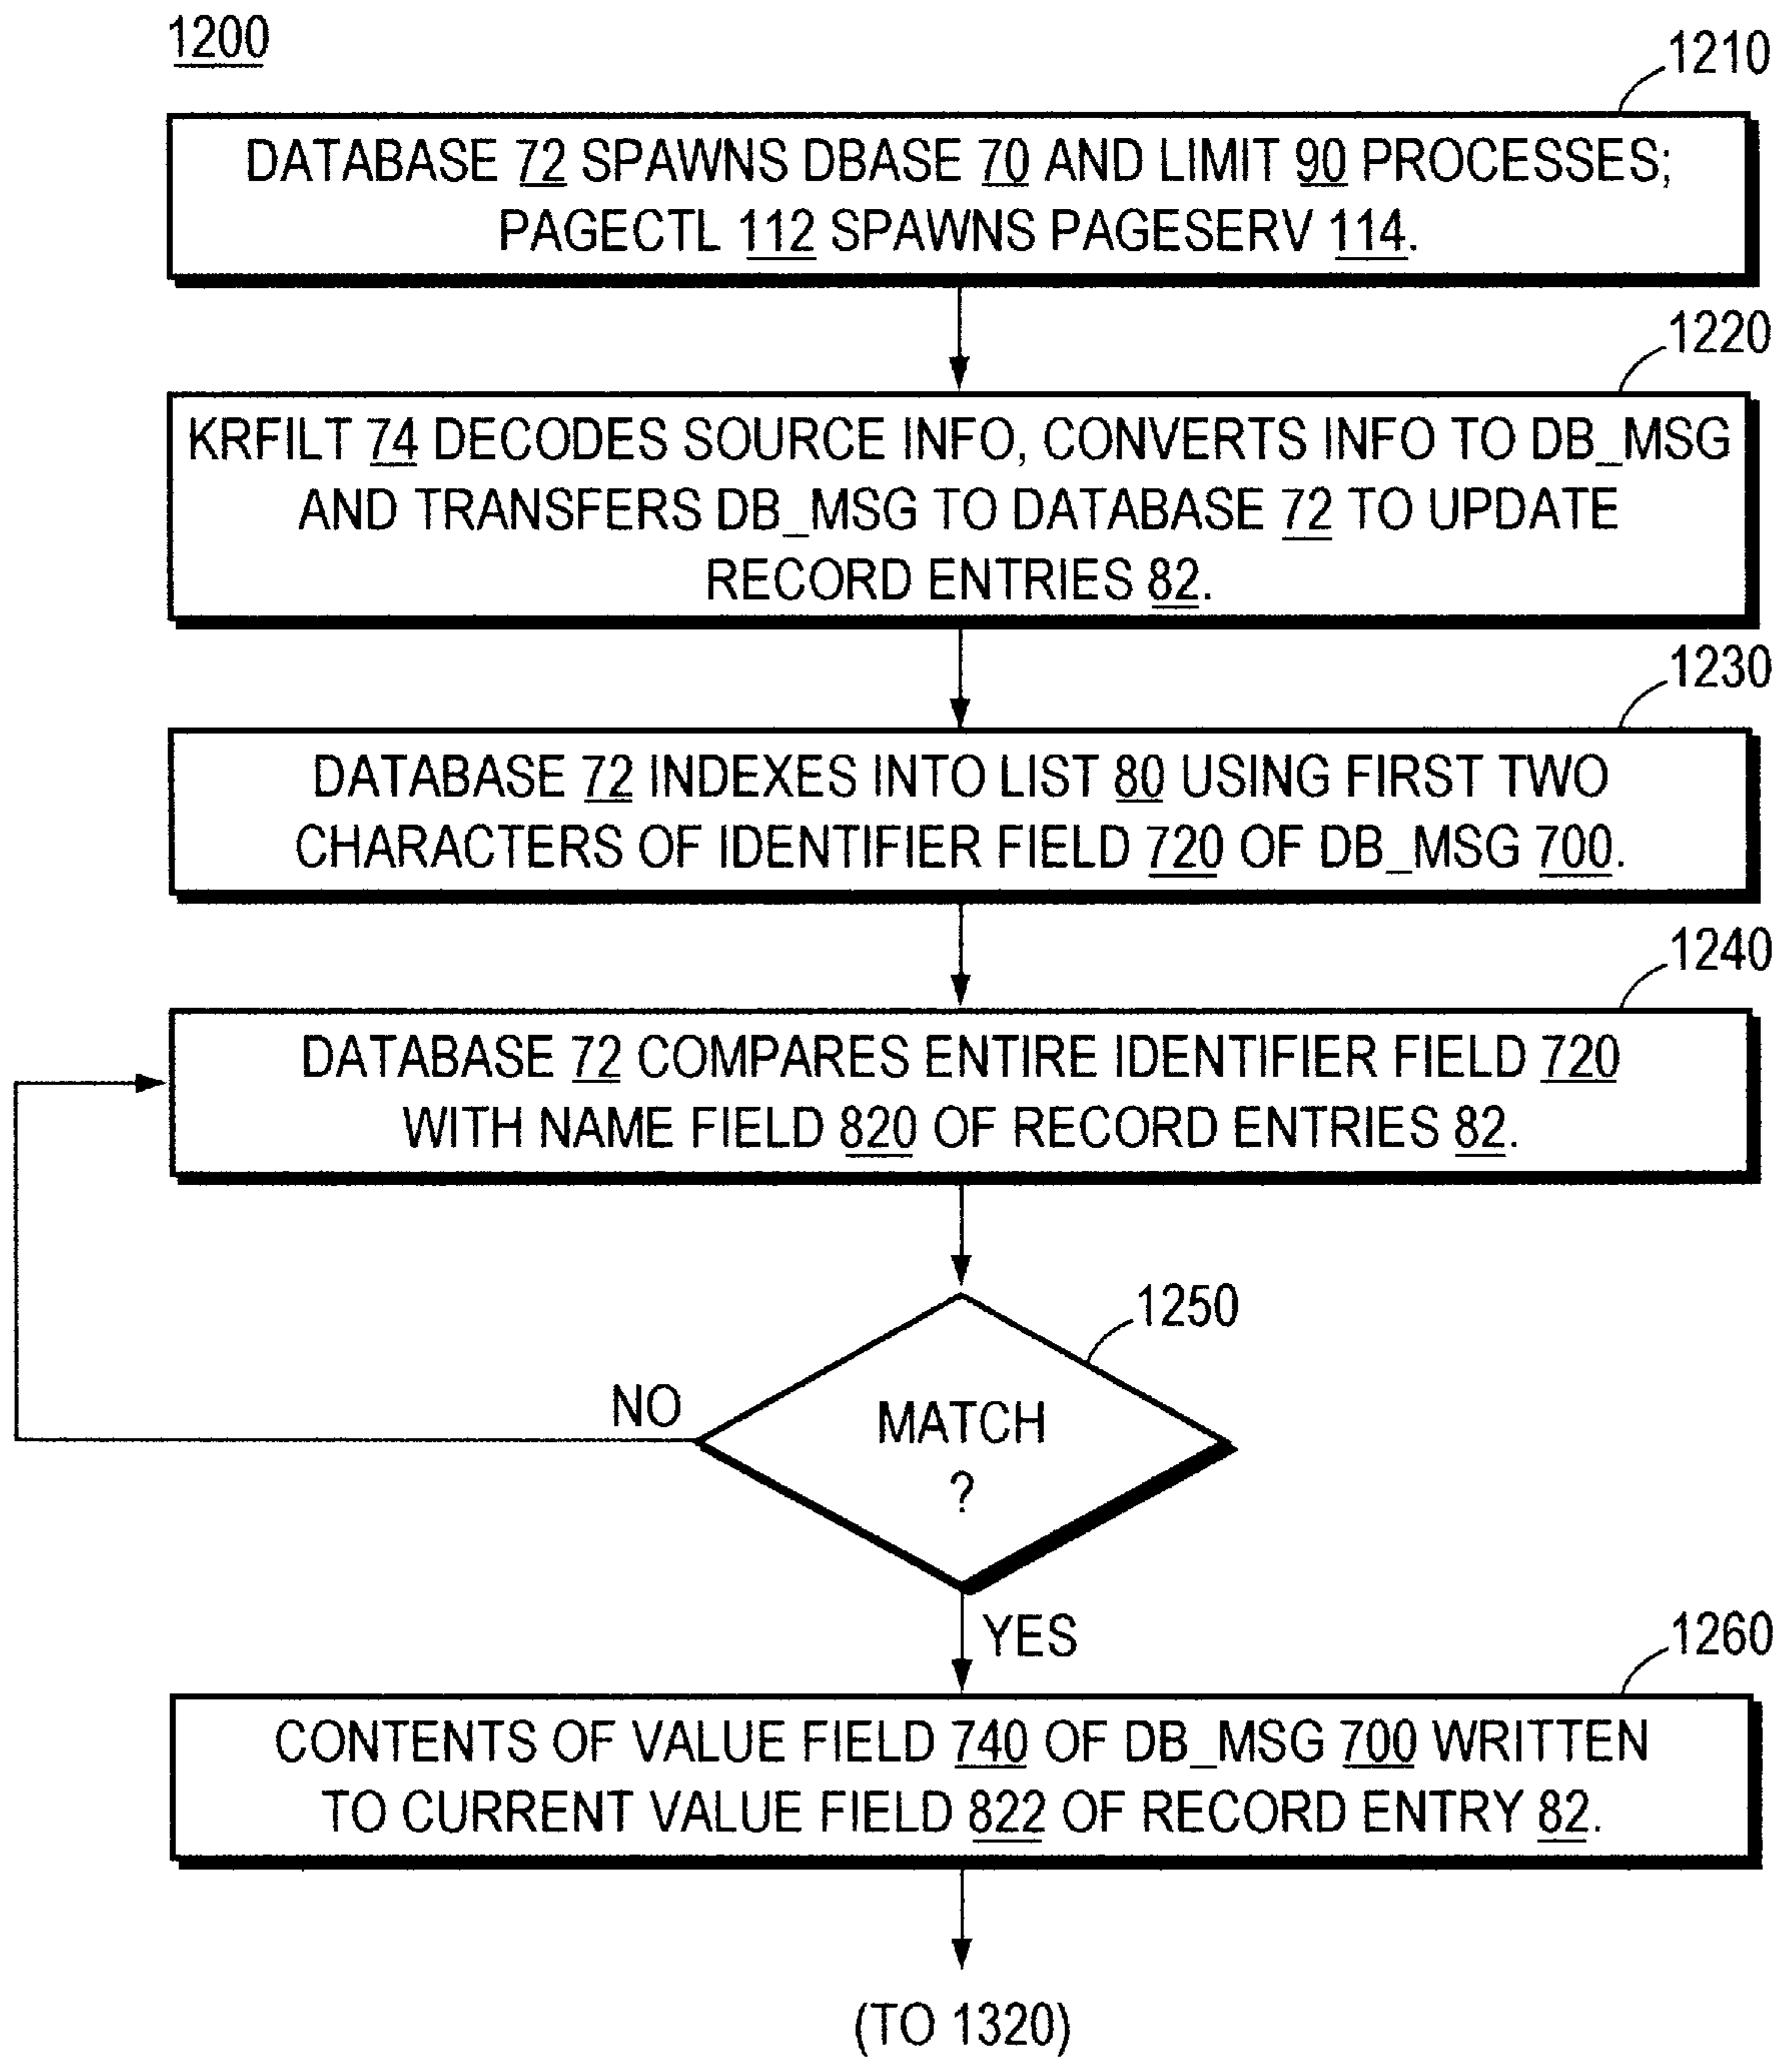 1200
1210
DATABASE 72 SPAWNS DBASE 70 AND LIMIT 90 PROCESSES;
PAGECTL 112 SPAWNS PAGESERV 114.
1220
KRFILT 74 DECODES SOURCE INFO, CONVERTS INFO TO DB_MSG
AND TRANSFERS DB_MSG TO DATABASE 72 TO UPDATE
RECORD ENTRIES 82.
1230
DATABASE 72 INDEXES INTO LIST 80 USING FIRST TWO
CHARACTERS OF IDENTIFIER FIELD 720 OF DB_MSG 700.
1240
DATABASE 72 COMPARES ENTIRE IDENTIFIER FIELD 720
WITH NAME FIELD 820 OF RECORD ENTRIES 82.
1250
NO
MATCH
?
YES
1260
CONTENTS OF VALUE FIELD 740 OF DB_MSG 700 WRITTEN
TO CURRENT VALUE FIELD 822 OF RECORD ENTRY 82.
(TO 1320)